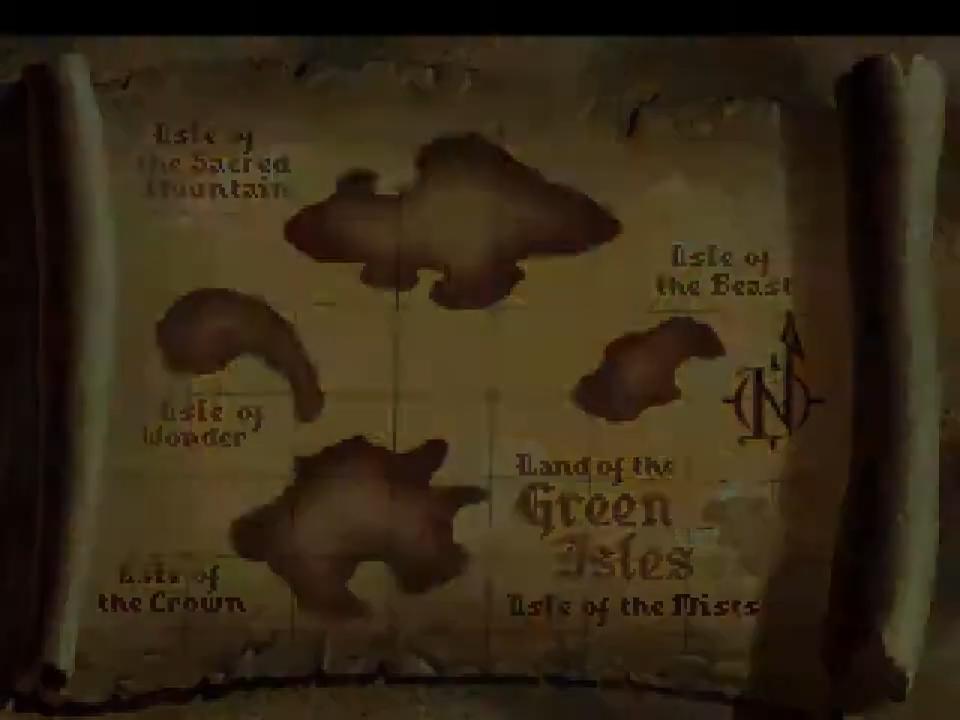 Isle of
the Sacred
Mountain
Isle of
the Beast
N
Isle of
Wonder
Land of the
Green
Isles
Isle of
the Crown
Isle of the Mists